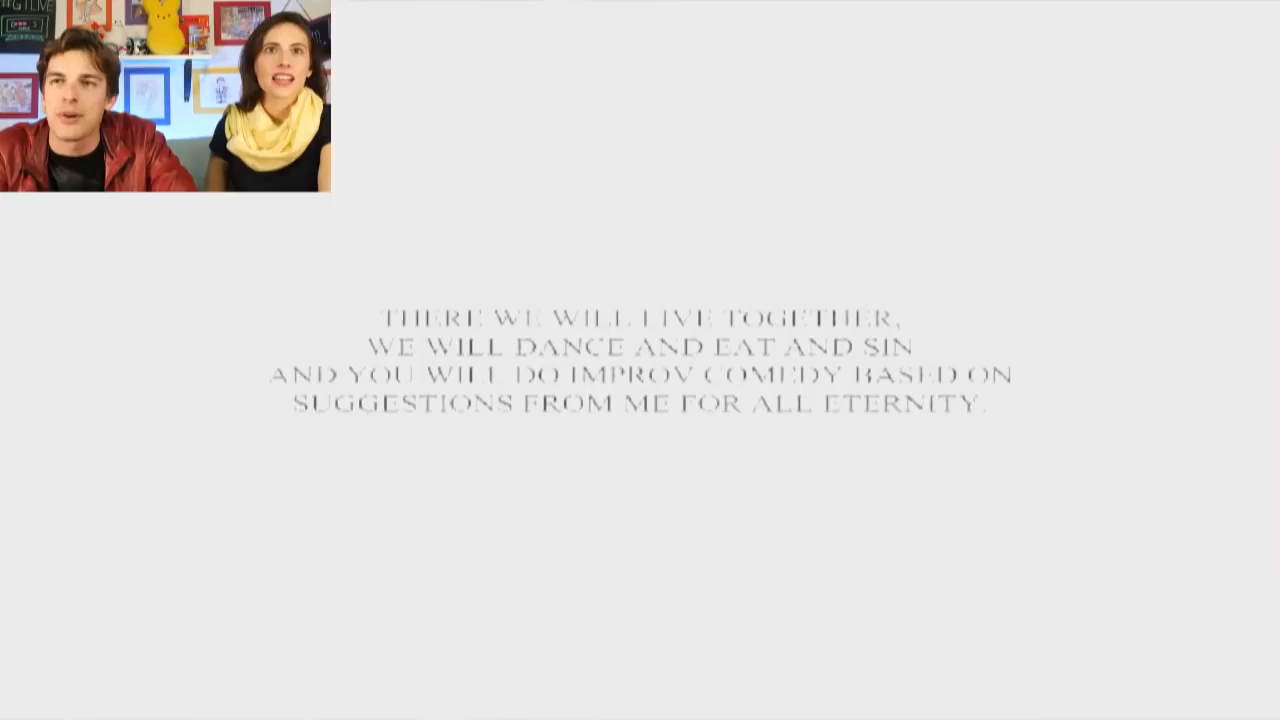 #GTLIVE
THERE WE WILL LIVE TOGETHER,
WE WILL DANCE AND EAT AND SIN
AND YOU WILL DO IMPROV COMEDY BASED ON
SUGGESTIONS FROM ME FOR ALL ETERNITY.